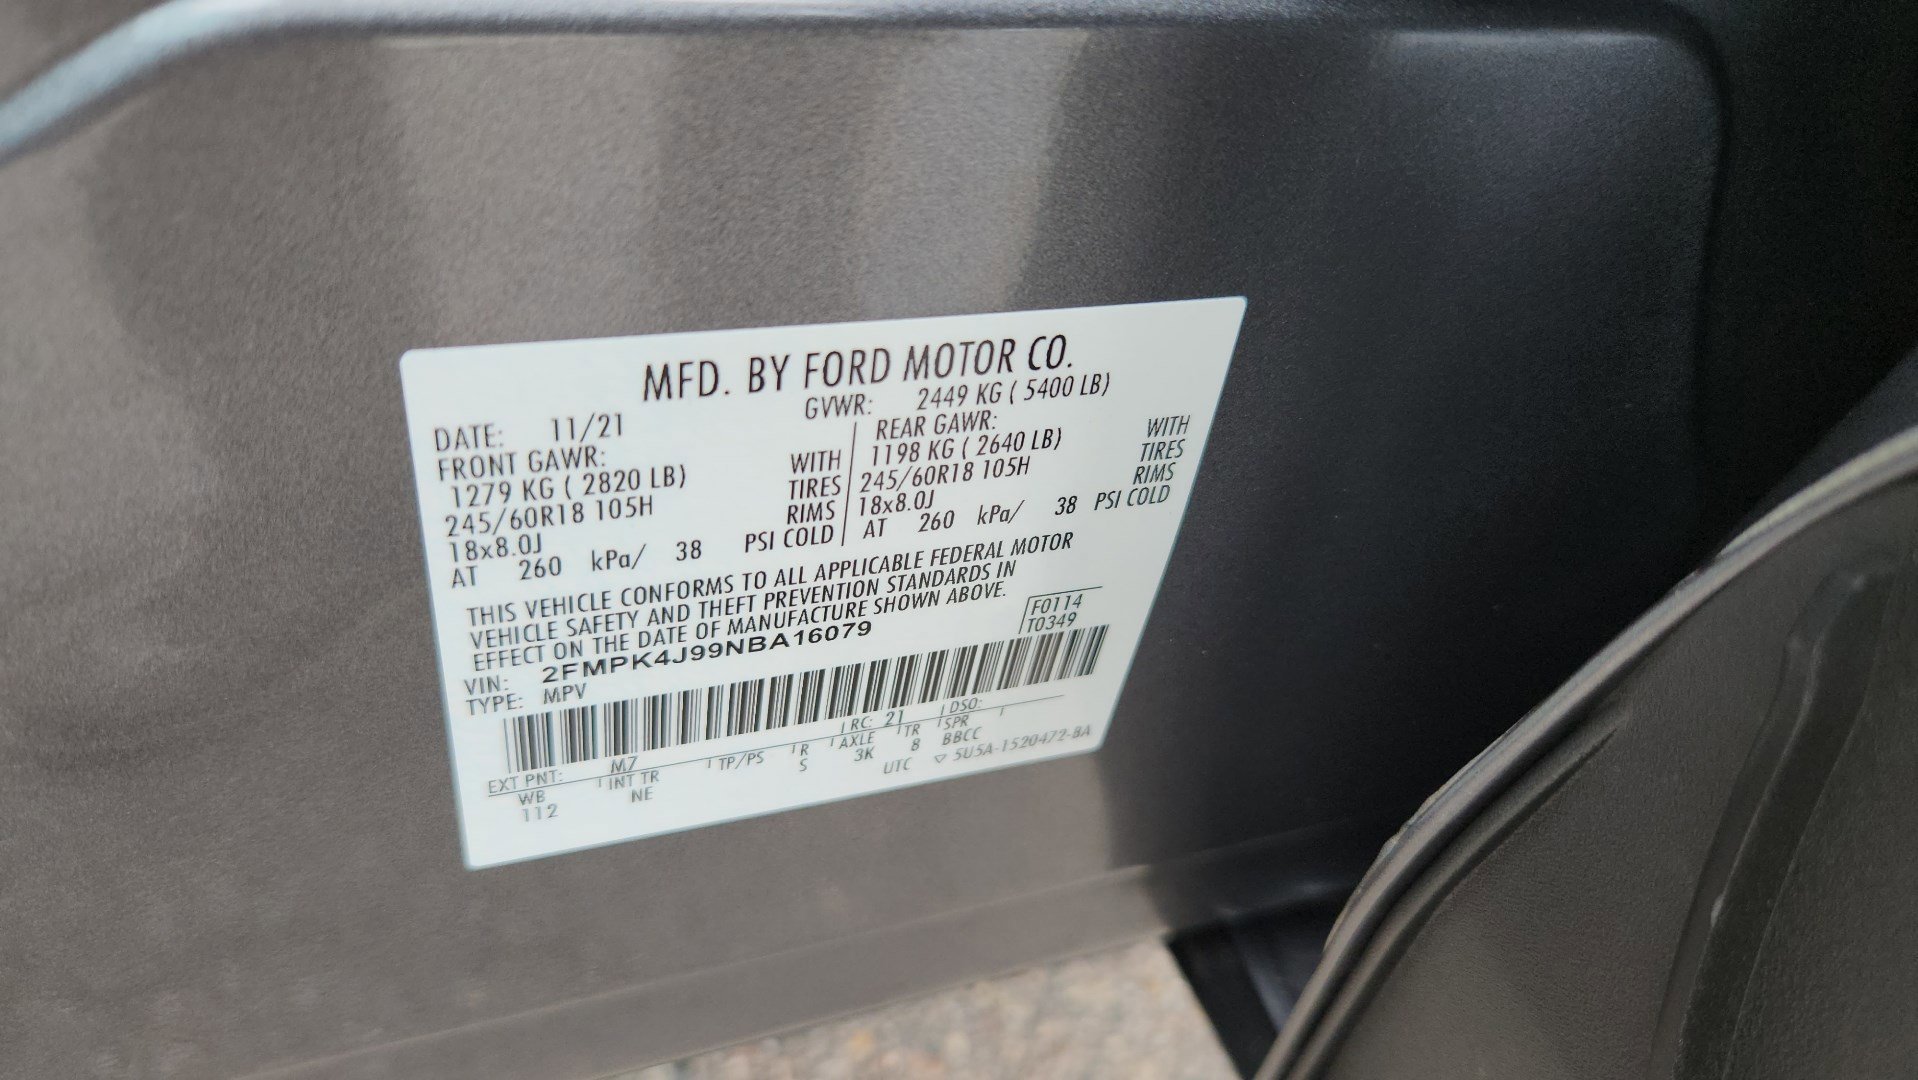 MFD. BY FORD MOTOR CO.
DATE: 11/21 GVWR: 2449 KG ( 5400 LB)
FRONT GAWR: REAR GAWR:
1279 KG ( 2820 LB) WITH 1198 KG ( 2640 LB) WITH
245/60R18 105H TIRES 245/60R18 105H TIRES
18x8.0J RIMS 18x8.0J RIMS
AT 260 kPa/ 38 PSI COLD AT 260 kPa/ 38 PSI COLD
THIS VEHICLE CONFORMS TO ALL APPLICABLE FEDERAL MOTOR
VEHICLE SAFETY AND THEFT PREVENTION STANDARDS IN
EFFECT ON THE DATE OF MANUFACTURE SHOWN ABOVE.
F0114
T0349
VIN: 2FMPK4J99NBA16079
TYPE: MPV
EXT PNT: M7 RC: 21 DSO:
WB INT TR TP/PS R AXLE TR SPR
112 NE S 3K 8 BBCC
UTC ▽ 5U5A-1520472-BA